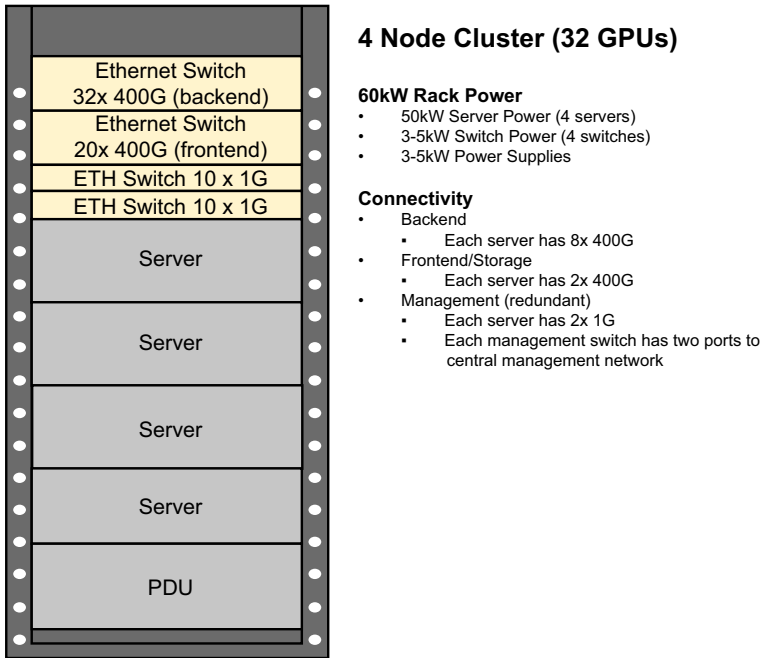 Ethernet Switch
32x 400G (backend)
Ethernet Switch
20x 400G (frontend)
ETH Switch 10 x 1G
ETH Switch 10 x 1G
Server
Server
Server
Server
PDU
4 Node Cluster (32 GPUs)
60kW Rack Power
• 50kW Server Power (4 servers)
• 3-5kW Switch Power (4 switches)
• 3-5kW Power Supplies
Connectivity
• Backend
▪ Each server has 8x 400G
• Frontend/Storage
▪ Each server has 2x 400G
• Management (redundant)
▪ Each server has 2x 1G
▪ Each management switch has two ports to
central management network